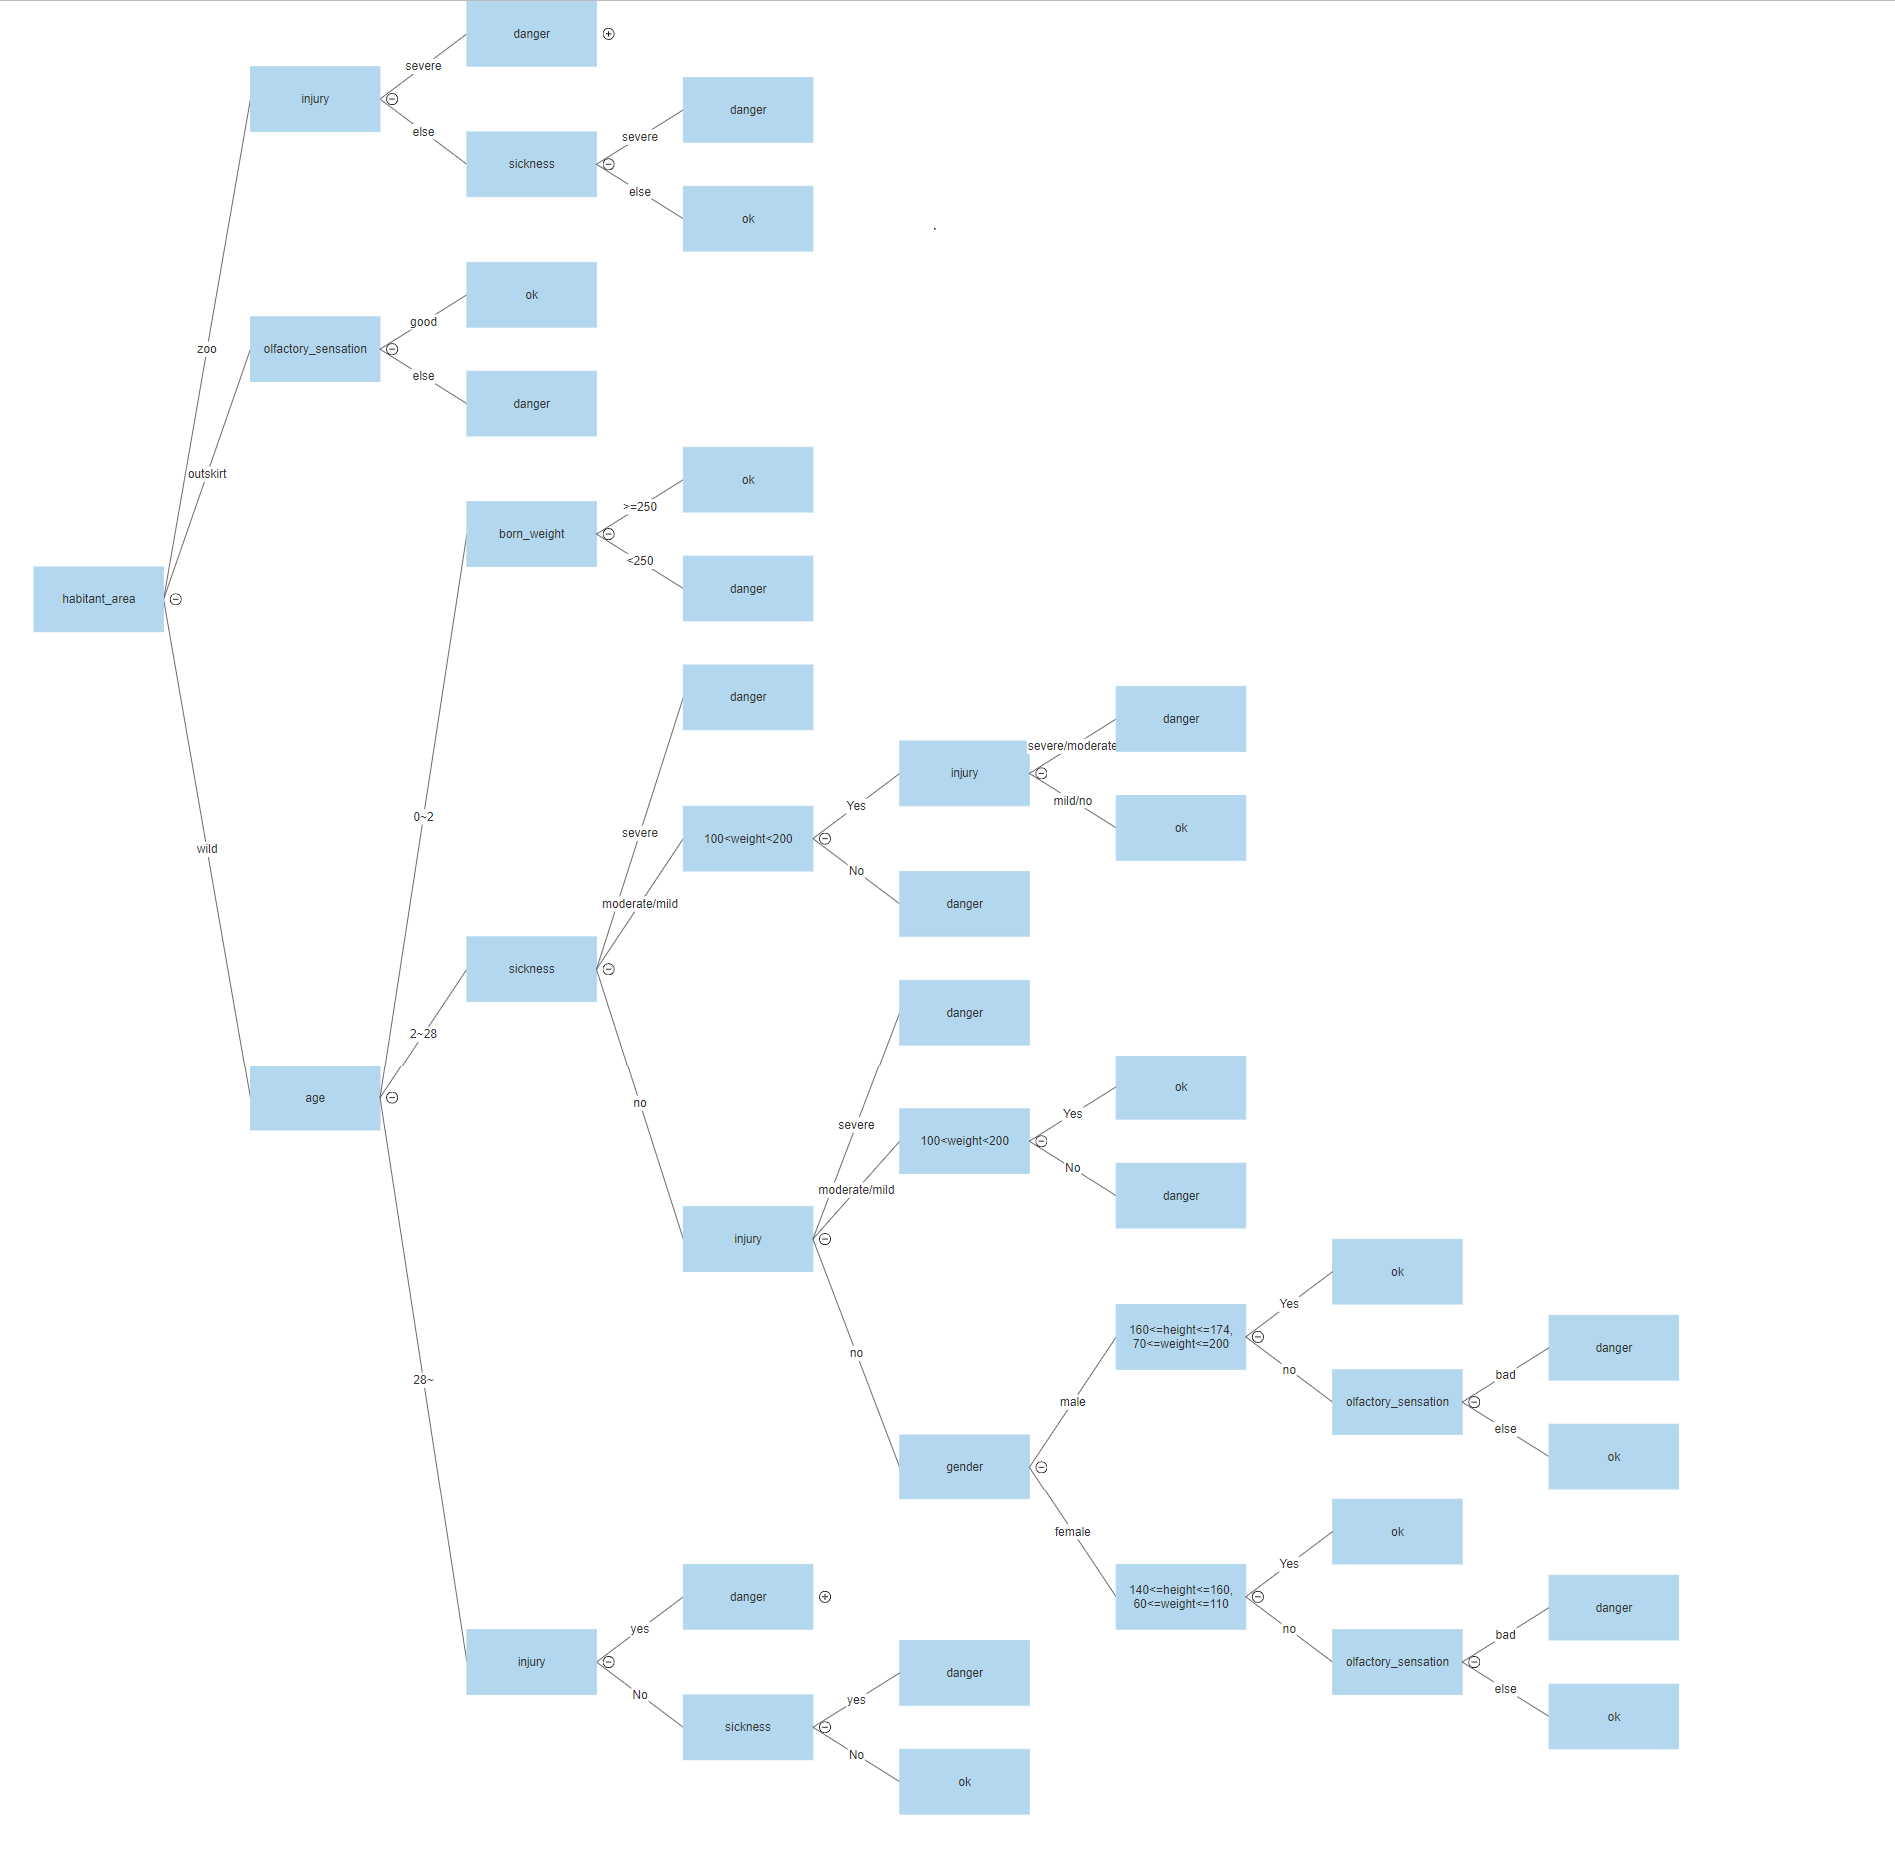 danger
severe
injury
danger
else
severe
sickness
else
ok
zoo
ok
good
olfactory_sensation
else
danger
outskirt
ok
>=250
born_weight
<250
danger
habitant_area
danger
danger
severe/moderate
injury
mild/no
Yes
ok
0~2
severe
100<weight<200
wild
No
moderate/mild
danger
sickness
danger
2~28
ok
age
no
Yes
severe
100<weight<200
No
moderate/mild
danger
injury
ok
Yes
160<=height<=174,
70<=weight<=200
danger
no
no
bad
28~
male
olfactory_sensation
else
gender
ok
female
ok
Yes
danger
140<=height<=160,
60<=weight<=110
danger
yes
no
bad
injury
olfactory_sensation
danger
No
else
yes
sickness
ok
No
ok